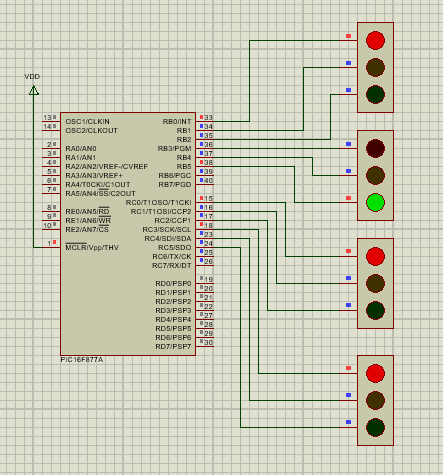 VDD
13 OSC1/CLKIN RB0/INT 33
14 OSC2/CLKOUT RB1 34
RB2 35
2 RA0/AN0 RB3/PGM 36
3 RA1/AN1 RB4 37
4 RA2/AN2/VREF-/CVREF RB5 38
5 RA3/AN3/VREF+ RB6/PGC 39
6 RA4/T0CKI/C1OUT RB7/PGD 40
7 RA5/AN4/SS/C2OUT
RC0/T1OSO/T1CKI 15
8 RE0/AN5/RD RC1/T1OSI/CCP2 16
9 RE1/AN6/WR RC2/CCP1 17
10 RE2/AN7/CS RC3/SCK/SCL 18
RC4/SDI/SDA 23
1 MCLR/Vpp/THV RC5/SDO 24
RC6/TX/CK 25
RC7/RX/DT 26
RD0/PSP0 19
RD1/PSP1 20
RD2/PSP2 21
RD3/PSP3 22
RD4/PSP4 27
RD5/PSP5 28
RD6/PSP6 29
RD7/PSP7 30
PIC16F877A